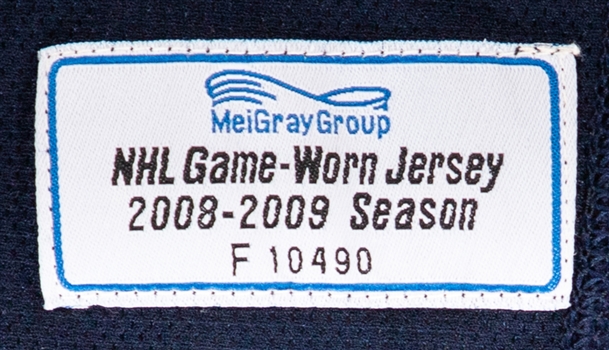 MeiGrayGroup
NHL Game-Worn Jersey
2008-2009 Season
F 10490